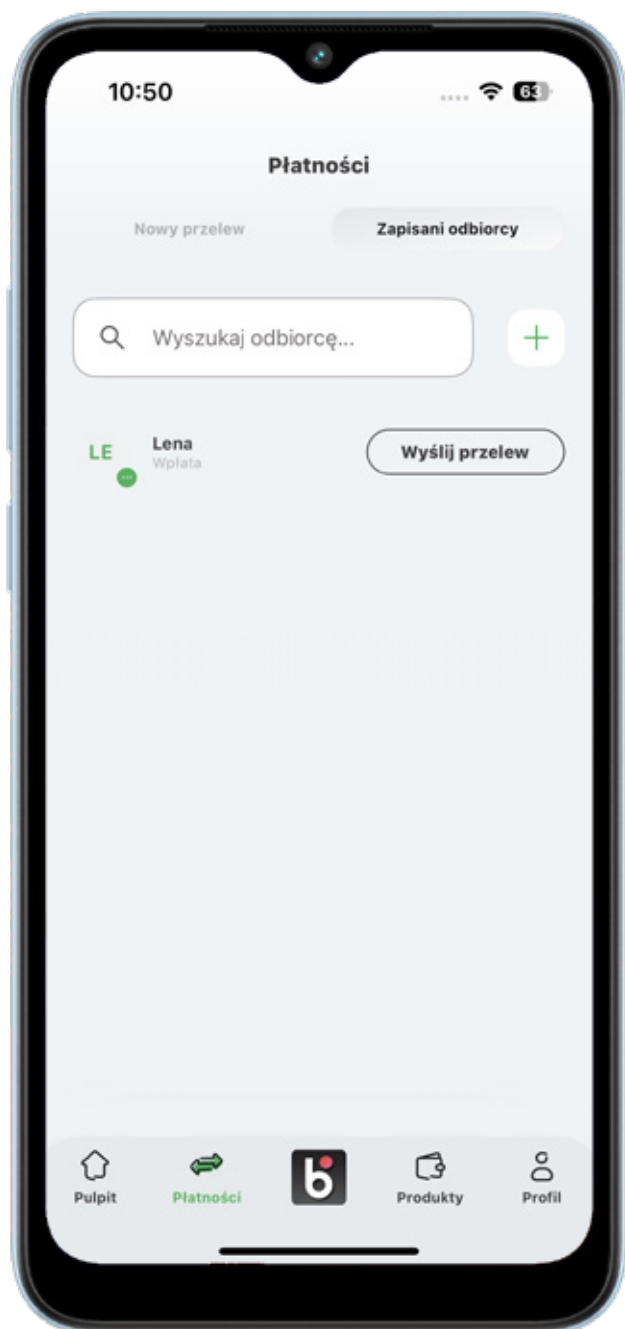 10:50
63
Płatności
Nowy przelew
Zapisani odbiorcy
Wyszukaj odbiorcę...
LE
Lena
Wpłata
Wyślij przelew
b
Pulpit
Płatności
Produkty
Profil